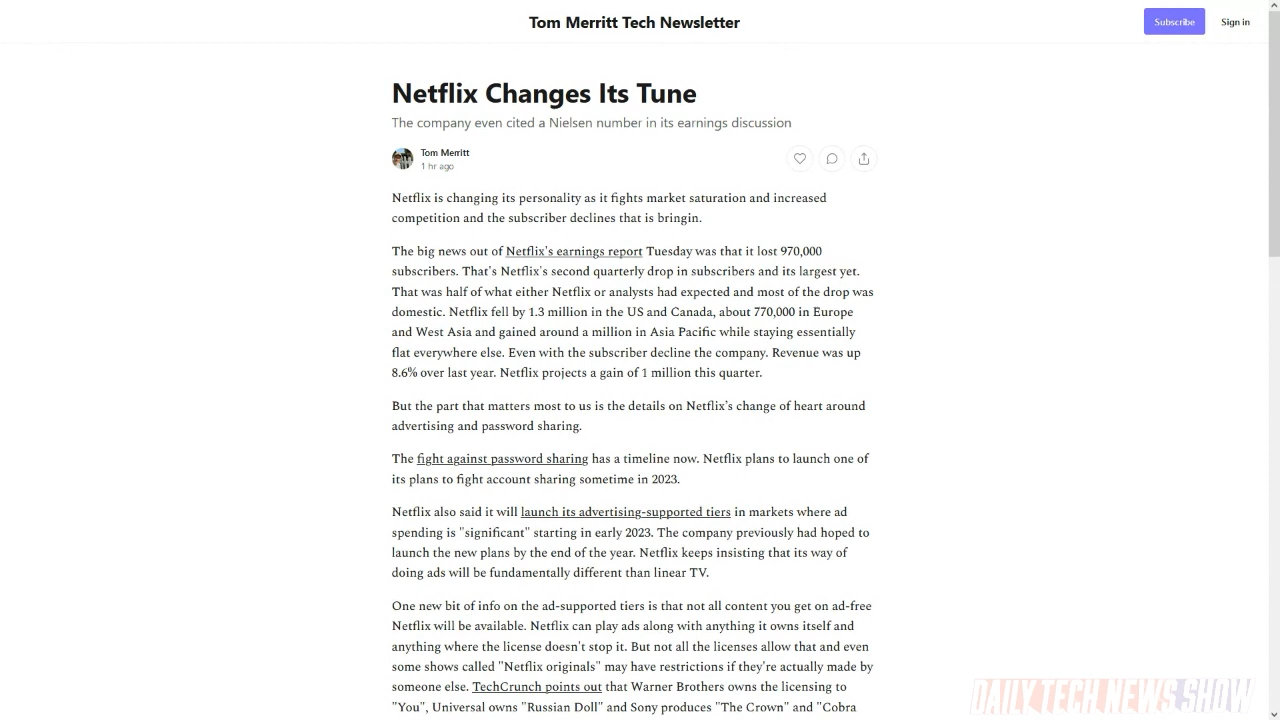 Tom Merritt Tech Newsletter
Subscribe
Sign in
Netflix Changes Its Tune
The company even cited a Nielsen number in its earnings discussion
Tom Merritt
1 hr ago
Netflix is changing its personality as it fights market saturation and increased
competition and the subscriber declines that is bringin.
The big news out of Netflix's earnings report Tuesday was that it lost 970,000
subscribers. That's Netflix's second quarterly drop in subscribers and its largest yet.
That was half of what either Netflix or analysts had expected and most of the drop was
domestic. Netflix fell by 1.3 million in the US and Canada, about 770,000 in Europe
and West Asia and gained around a million in Asia Pacific while staying essentially
flat everywhere else. Even with the subscriber decline the company. Revenue was up
8.6% over last year. Netflix projects a gain of 1 million this quarter.
But the part that matters most to us is the details on Netflix’s change of heart around
advertising and password sharing.
The fight against password sharing has a timeline now. Netflix plans to launch one of
its plans to fight account sharing sometime in 2023.
Netflix also said it will launch its advertising-supported tiers in markets where ad
spending is "significant" starting in early 2023. The company previously had hoped to
launch the new plans by the end of the year. Netflix keeps insisting that its way of
doing ads will be fundamentally different than linear TV.
One new bit of info on the ad-supported tiers is that not all content you get on ad-free
Netflix will be available. Netflix can play ads along with anything it owns itself and
anything where the license doesn't stop it. But not all the licenses allow that and even
some shows called "Netflix originals" may have restrictions if they're actually made by
someone else. TechCrunch points out that Warner Brothers owns the licensing to
"You", Universal owns "Russian Doll" and Sony produces "The Crown" and "Cobra
DAILY TECH NEWS SHOW